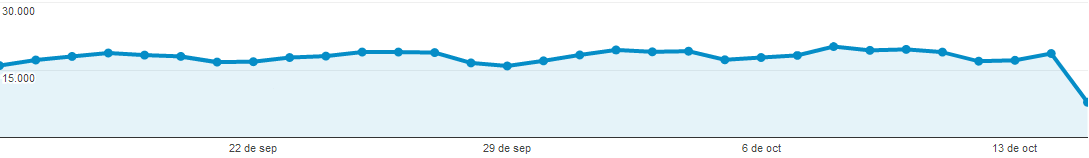 30.000
15.000
22 de sep
29 de sep
6 de oct
13 de oct